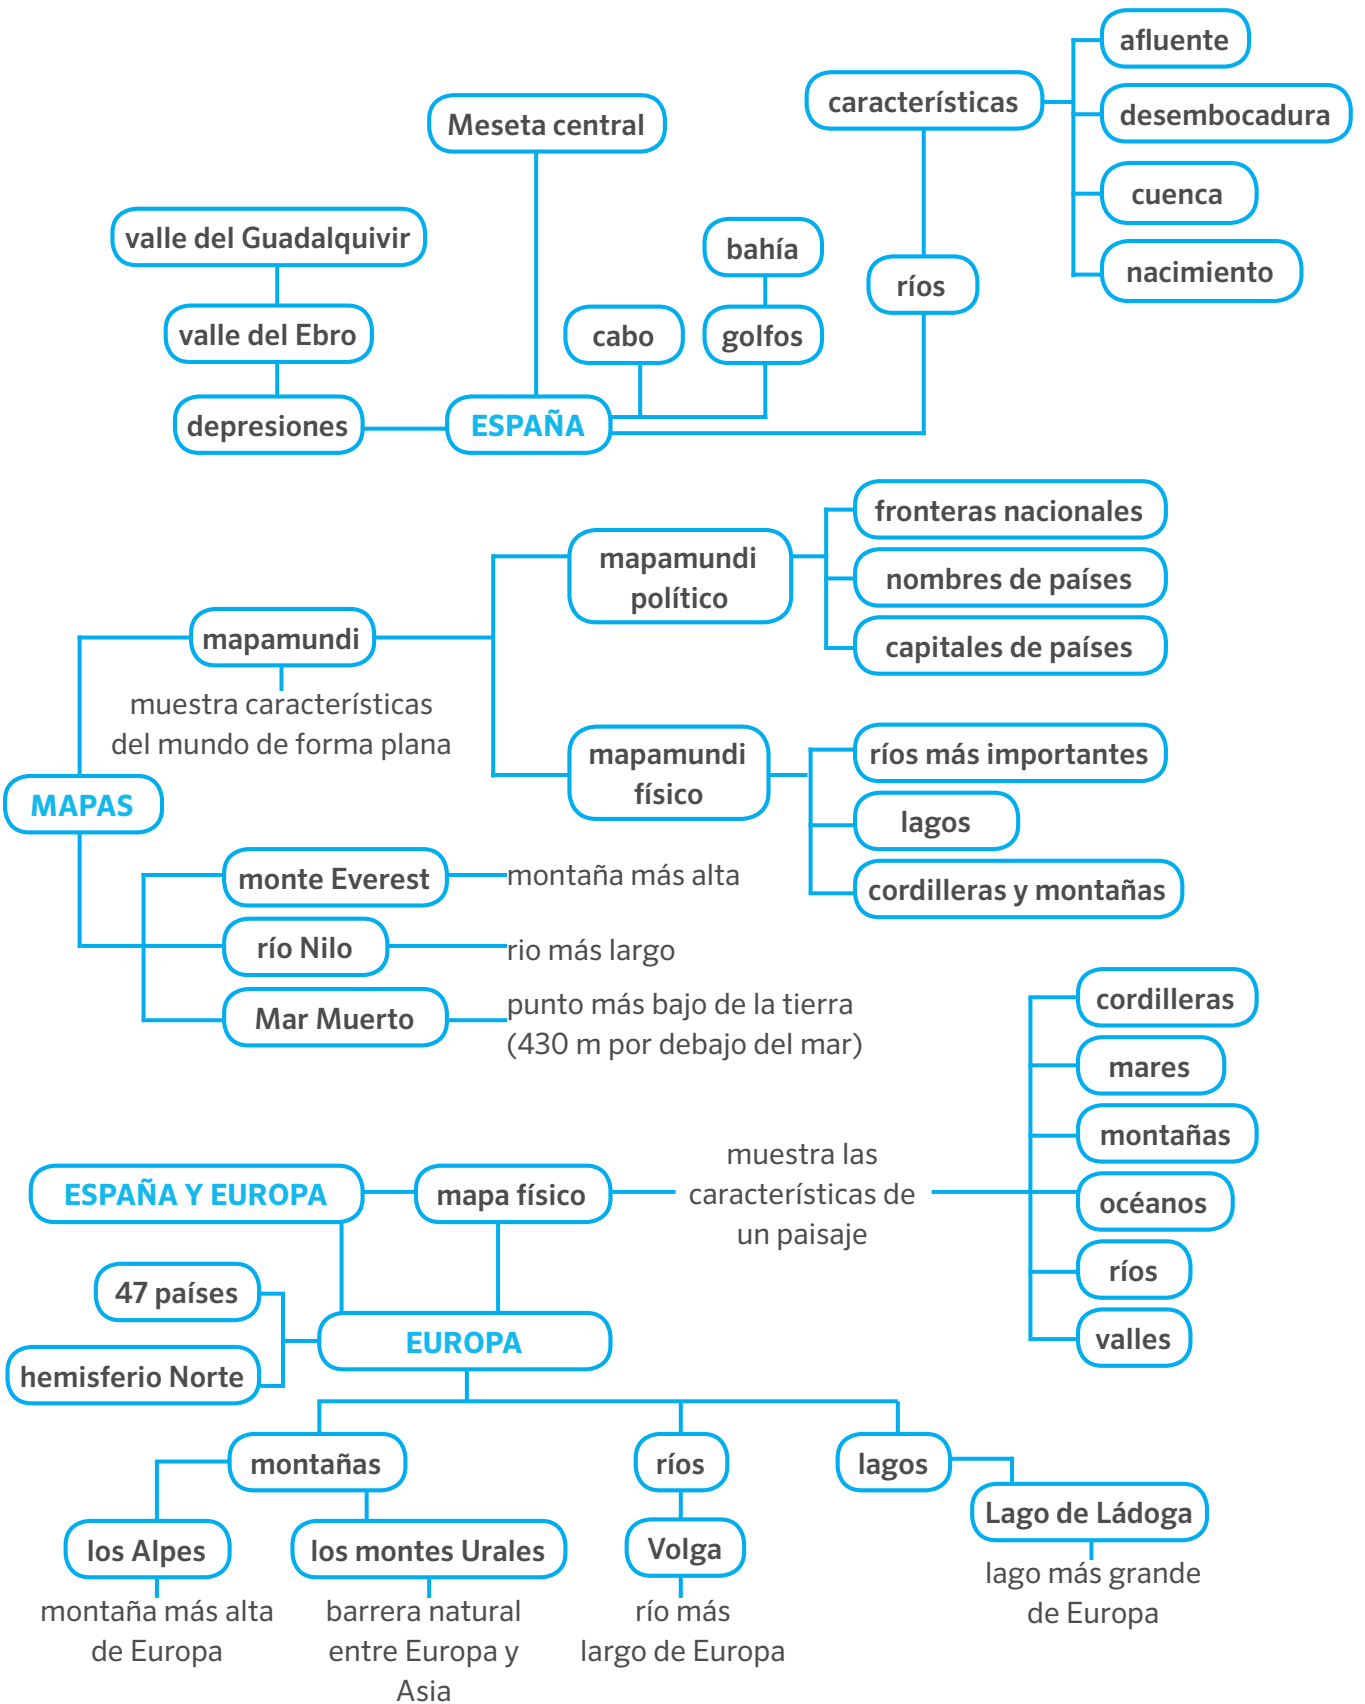 afluente
características
desembocadura
Meseta central
cuenca
valle del Guadalquivir
bahía
nacimiento
ríos
valle del Ebro
cabo
golfos
depresiones
ESPAÑA
fronteras nacionales
mapamundi
político
nombres de países
mapamundi
capitales de países
muestra características
del mundo de forma plana
mapamundi
físico
ríos más importantes
MAPAS
lagos
monte Everest
montaña más alta
cordilleras y montañas
río Nilo
rio más largo
Mar Muerto
punto más bajo de la tierra
(430 m por debajo del mar)
cordilleras
mares
montañas
ESPAÑA Y EUROPA
mapa físico
muestra las
características de
un paisaje
océanos
ríos
valles
47 países
EUROPA
hemisferio Norte
montañas
ríos
lagos
Lago de Ládoga
lago más grande
de Europa
los Alpes
montaña más alta
de Europa
los montes Urales
barrera natural
entre Europa y
Asia
Volga
río más
largo de Europa